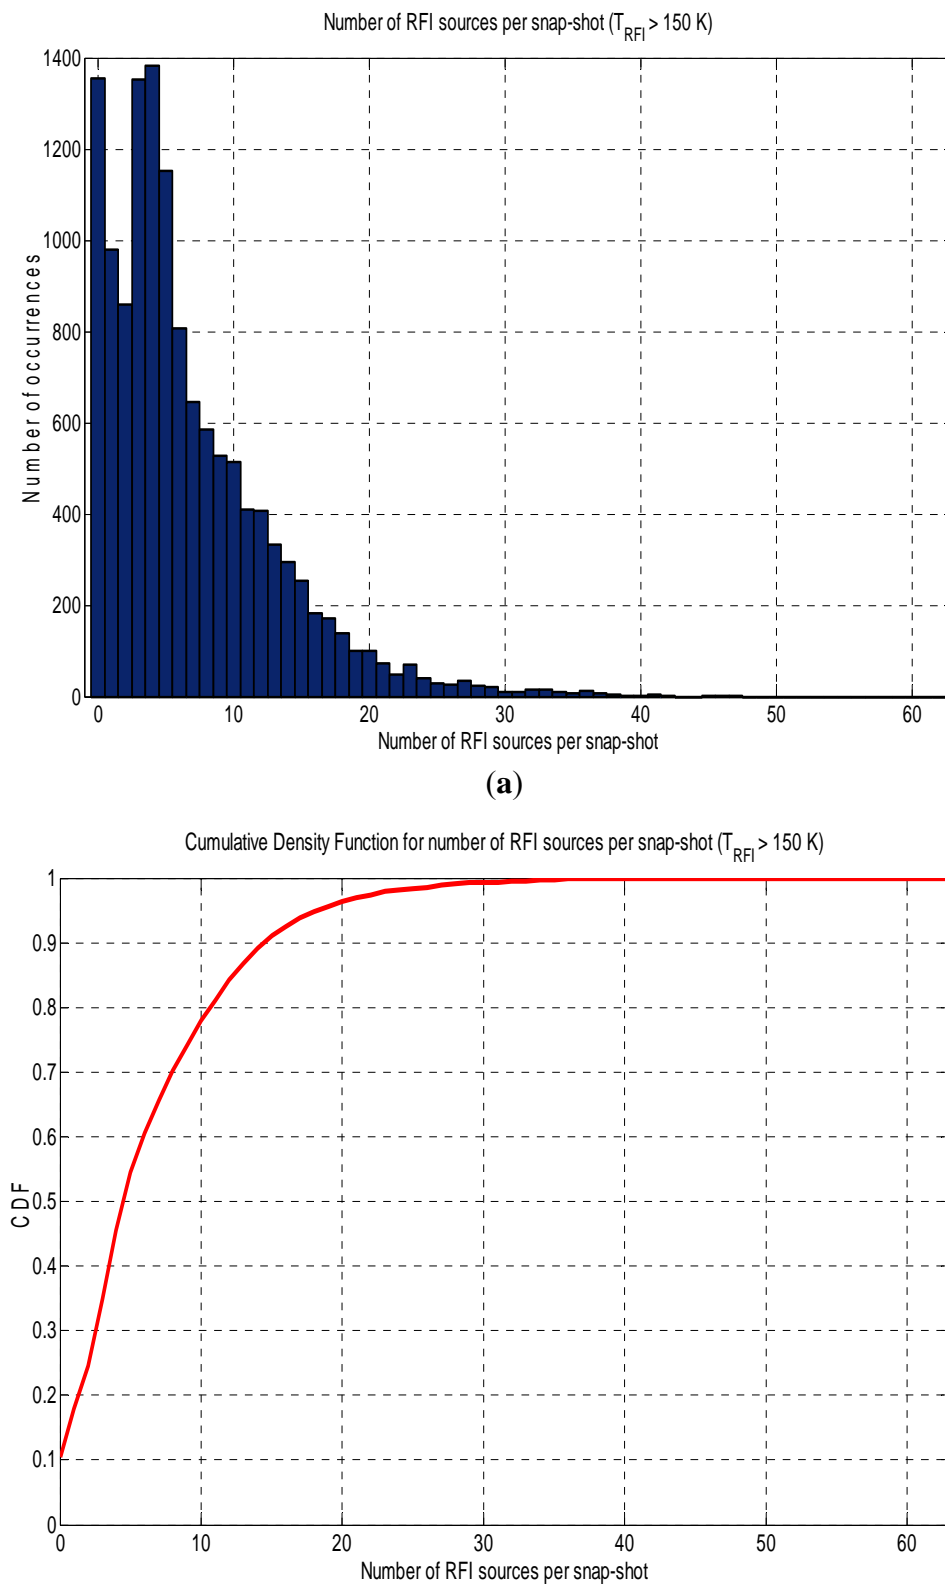 Number of RFI sources per snap-shot (T_RFI > 150 K)
1400
1200
1000
800
600
400
200
0
Number of occurrences
0 10 20 30 40 50 60
Number of RFI sources per snap-shot
(a)
Cumulative Density Function for number of RFI sources per snap-shot (T_RFI > 150 K)
1
0.9
0.8
0.7
0.6
0.5
0.4
0.3
0.2
0.1
0
CDF
0 10 20 30 40 50 60
Number of RFI sources per snap-shot